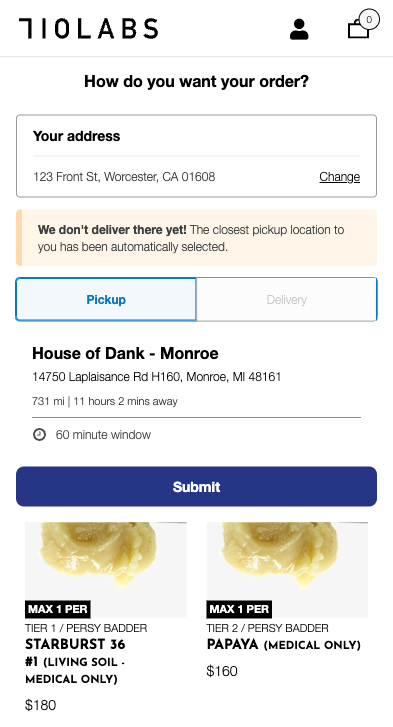 710LABS
0
How do you want your order?
Your address
123 Front St, Worcester, CA 01608
Change
We don't deliver there yet! The closest pickup location to
you has been automatically selected.
Pickup
Delivery
House of Dank - Monroe
14750 Laplaisance Rd H160, Monroe, MI 48161
731 mi | 11 hours 2 mins away
60 minute window
Submit
MAX 1 PER
TIER 1 / PERSY BADDER
STARBURST 36
#1 (LIVING SOIL -
MEDICAL ONLY)
$180
MAX 1 PER
TIER 2 / PERSY BADDER
PAPAYA (MEDICAL ONLY)
$160